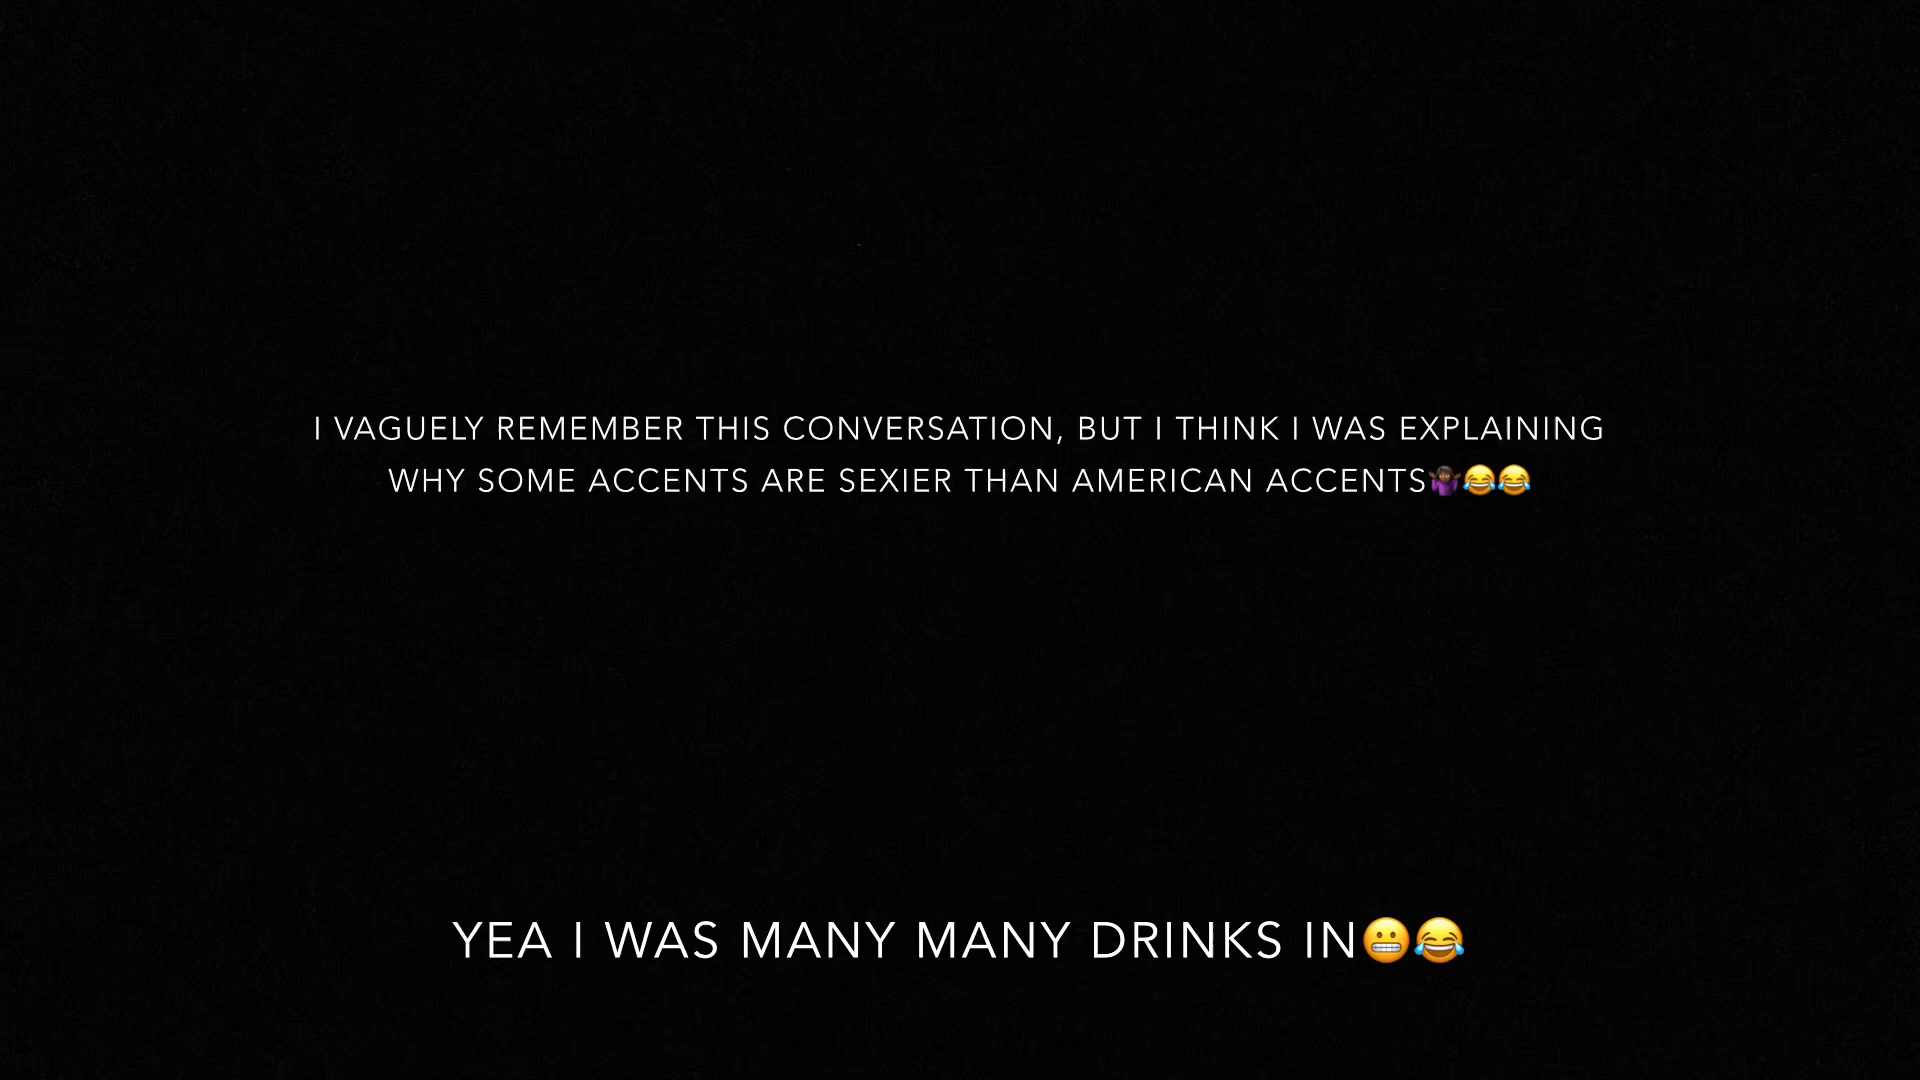 I VAGUELY REMEMBER THIS CONVERSATION, BUT I THINK I WAS EXPLAINING
WHY SOME ACCENTS ARE SEXIER THAN AMERICAN ACCENTS🤷🏿‍♀️😂😂
YEA I WAS MANY MANY DRINKS IN😬😂